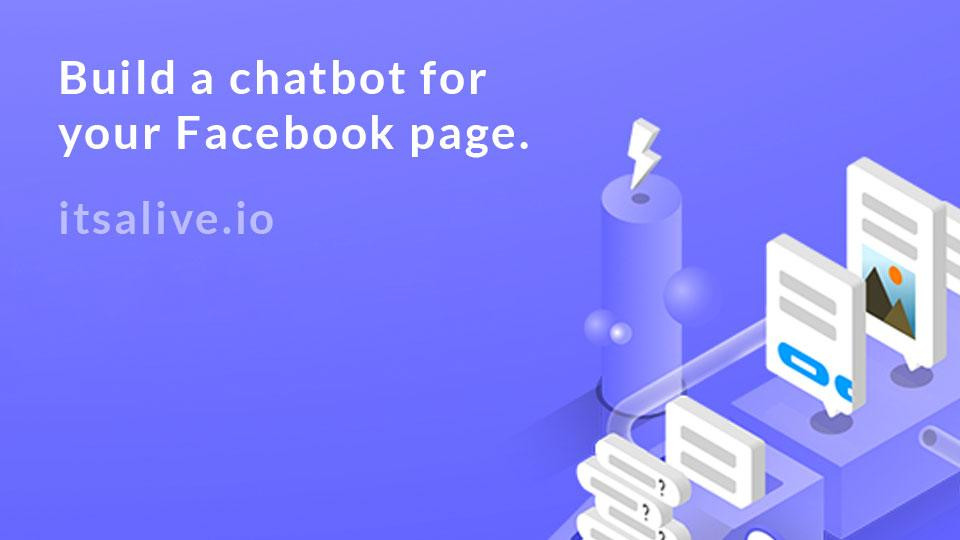 Build a chatbot for
your Facebook page.
itsalive.io
?
?
?